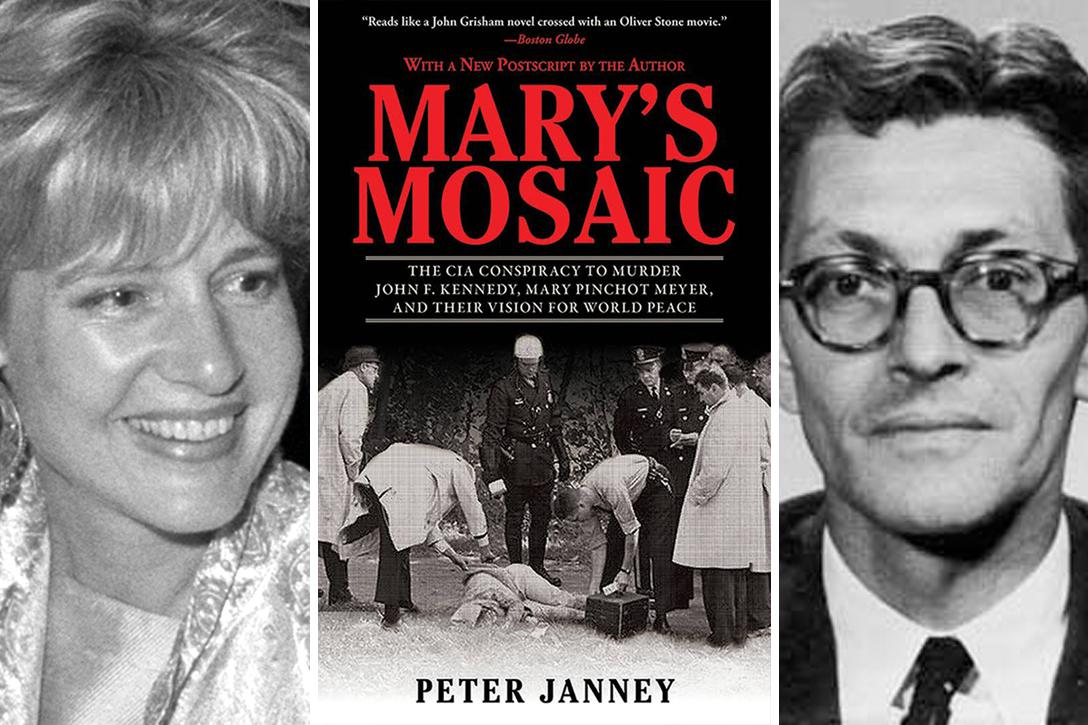 “Reads like a John Grisham novel crossed with an Oliver Stone movie.”
—Boston Globe
With a New Postscript by the Author
MARY’S
MOSAIC
THE CIA CONSPIRACY TO MURDER
JOHN F. KENNEDY, MARY PINCHOT MEYER,
AND THEIR VISION FOR WORLD PEACE
PETER JANNEY